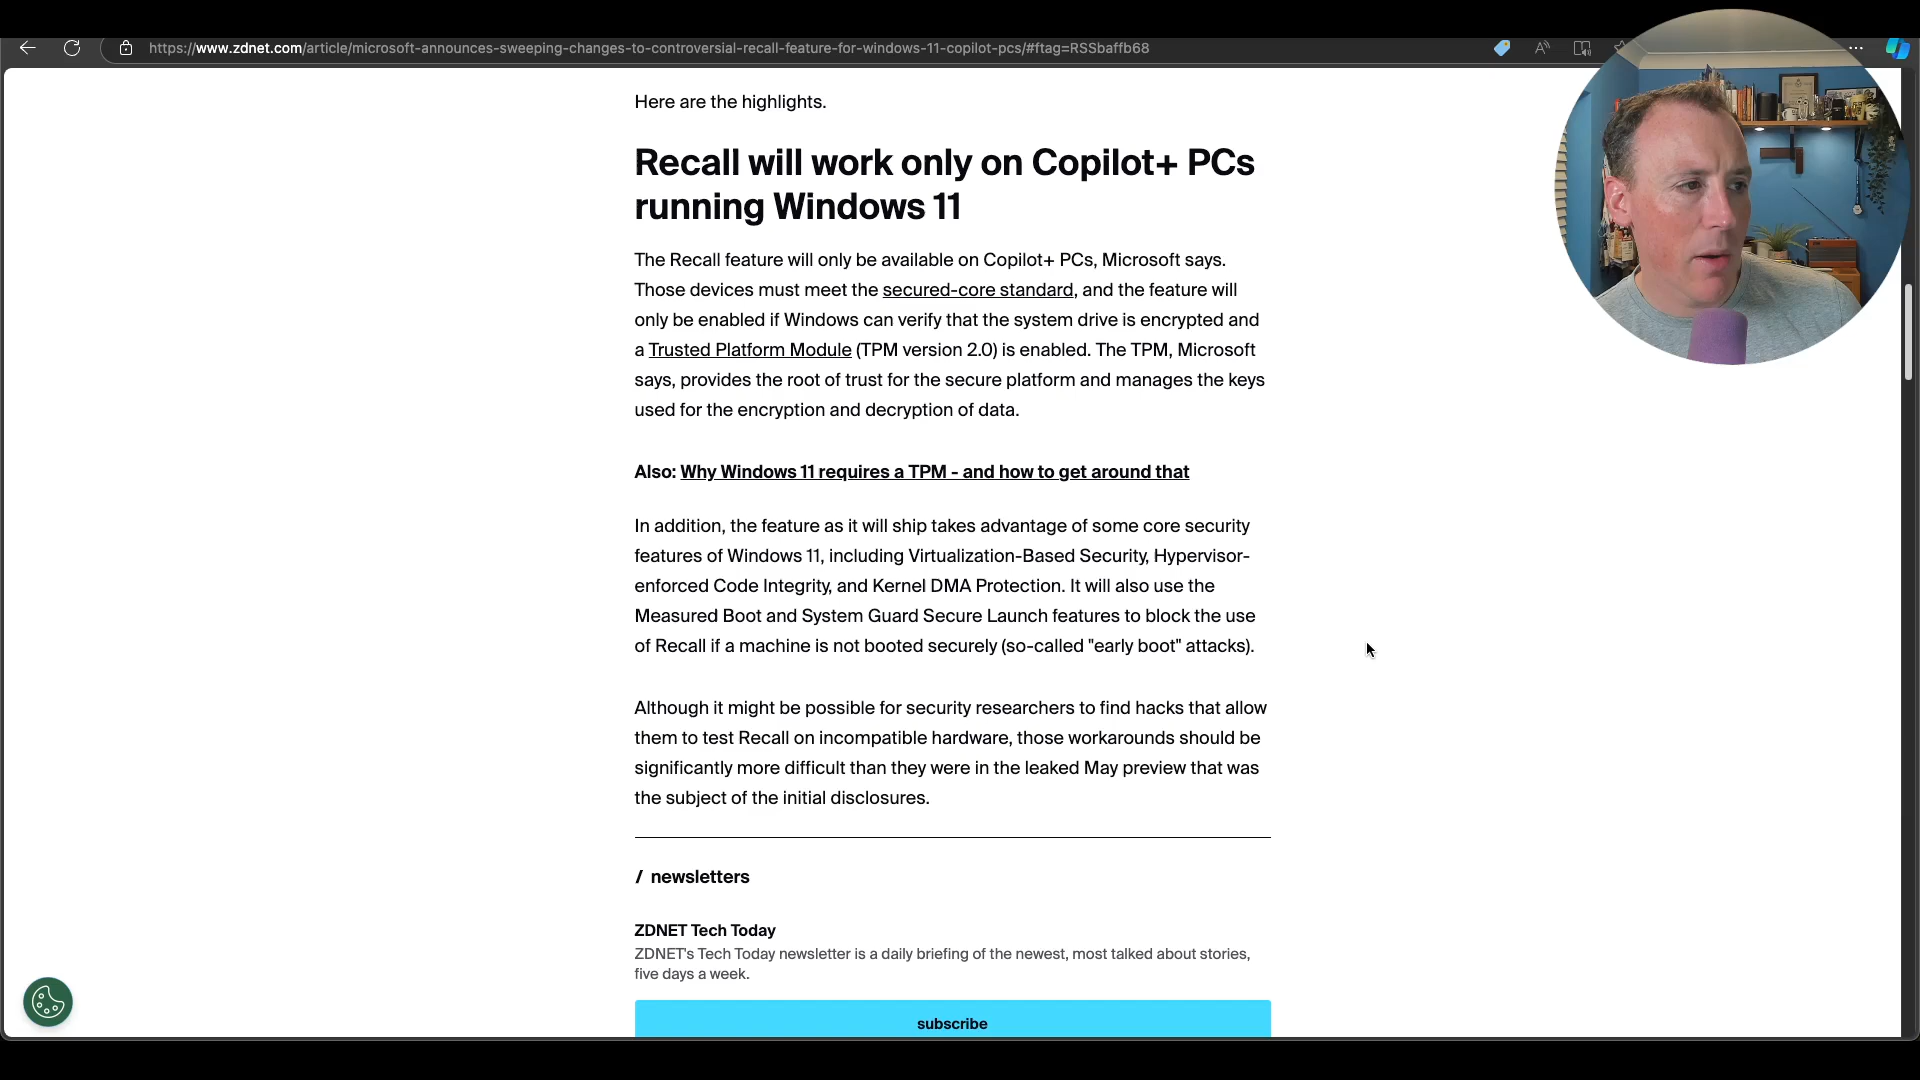 https://www.zdnet.com/article/microsoft-announces-sweeping-changes-to-controversial-recall-feature-for-windows-11-copilot-pcs/#ftag=RSSbaffb68
Here are the highlights.
Recall will work only on Copilot+ PCs
running Windows 11
The Recall feature will only be available on Copilot+ PCs, Microsoft says.
Those devices must meet the secured-core standard, and the feature will
only be enabled if Windows can verify that the system drive is encrypted and
a Trusted Platform Module (TPM version 2.0) is enabled. The TPM, Microsoft
says, provides the root of trust for the secure platform and manages the keys
used for the encryption and decryption of data.
Also: Why Windows 11 requires a TPM - and how to get around that
In addition, the feature as it will ship takes advantage of some core security
features of Windows 11, including Virtualization-Based Security, Hypervisor-
enforced Code Integrity, and Kernel DMA Protection. It will also use the
Measured Boot and System Guard Secure Launch features to block the use
of Recall if a machine is not booted securely (so-called "early boot" attacks).
Although it might be possible for security researchers to find hacks that allow
them to test Recall on incompatible hardware, those workarounds should be
significantly more difficult than they were in the leaked May preview that was
the subject of the initial disclosures.
/ newsletters
ZDNET Tech Today
ZDNET's Tech Today newsletter is a daily briefing of the newest, most talked about stories,
five days a week.
subscribe